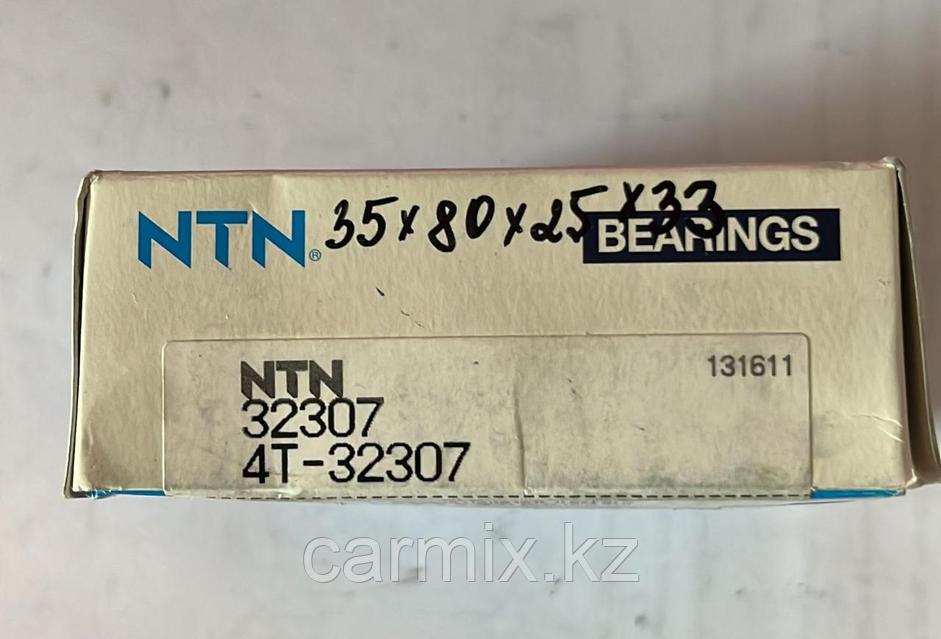 NTN® 35x80x25x33 BEARINGS
NTN 131611
32307
4T-32307
carmix.kz